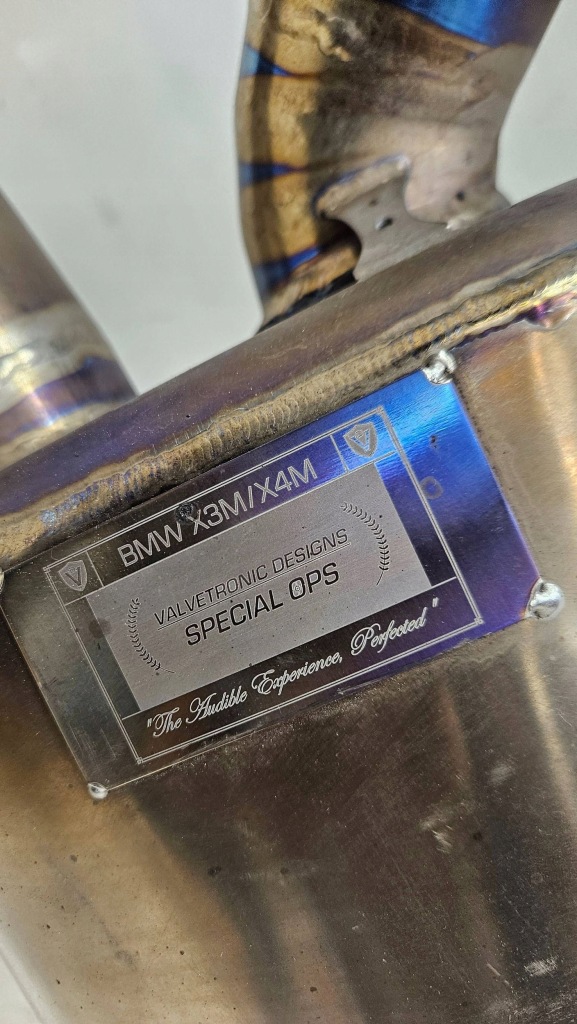 BMW X3M/X4M
VALVETRONIC DESIGNS
SPECIAL OPS
"The Audible Experience, Perfected"